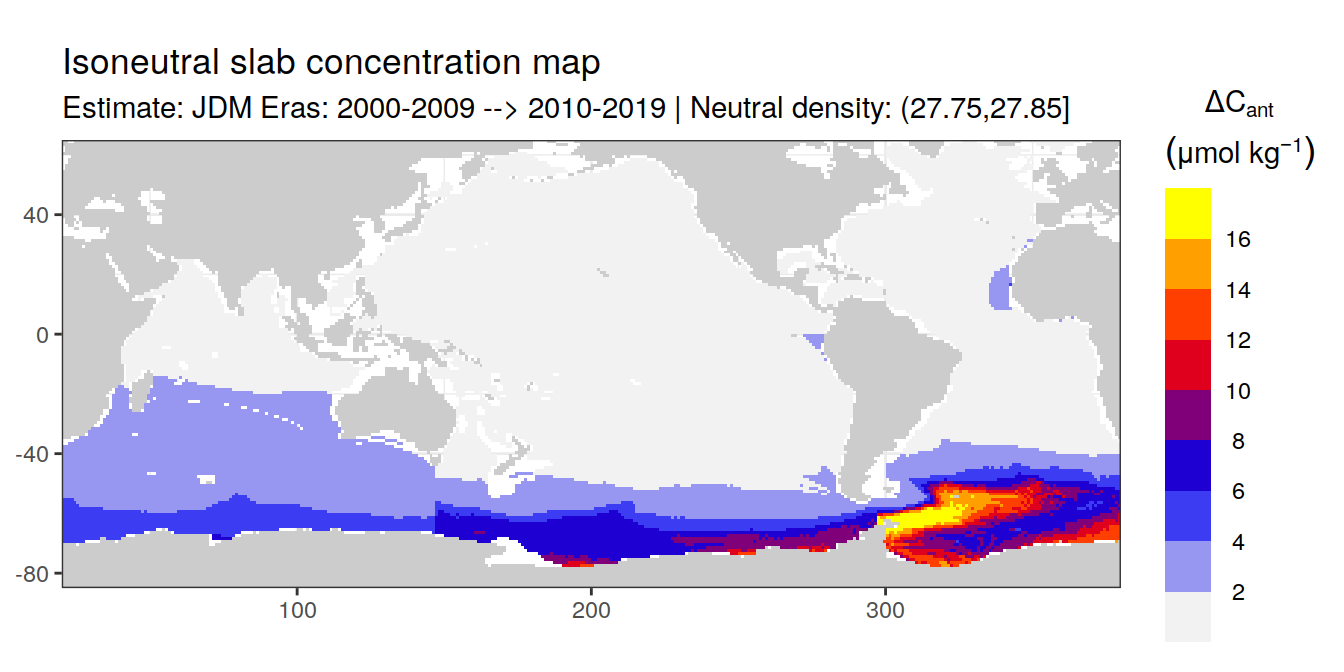 Isoneutral slab concentration map
Estimate: JDM Eras: 2000-2009 --> 2010-2019 | Neutral density: (27.75,27.85]
ΔCant
(μmol kg⁻¹)
16
14
12
10
8
6
4
2
40
0
-40
-80
100 200 300